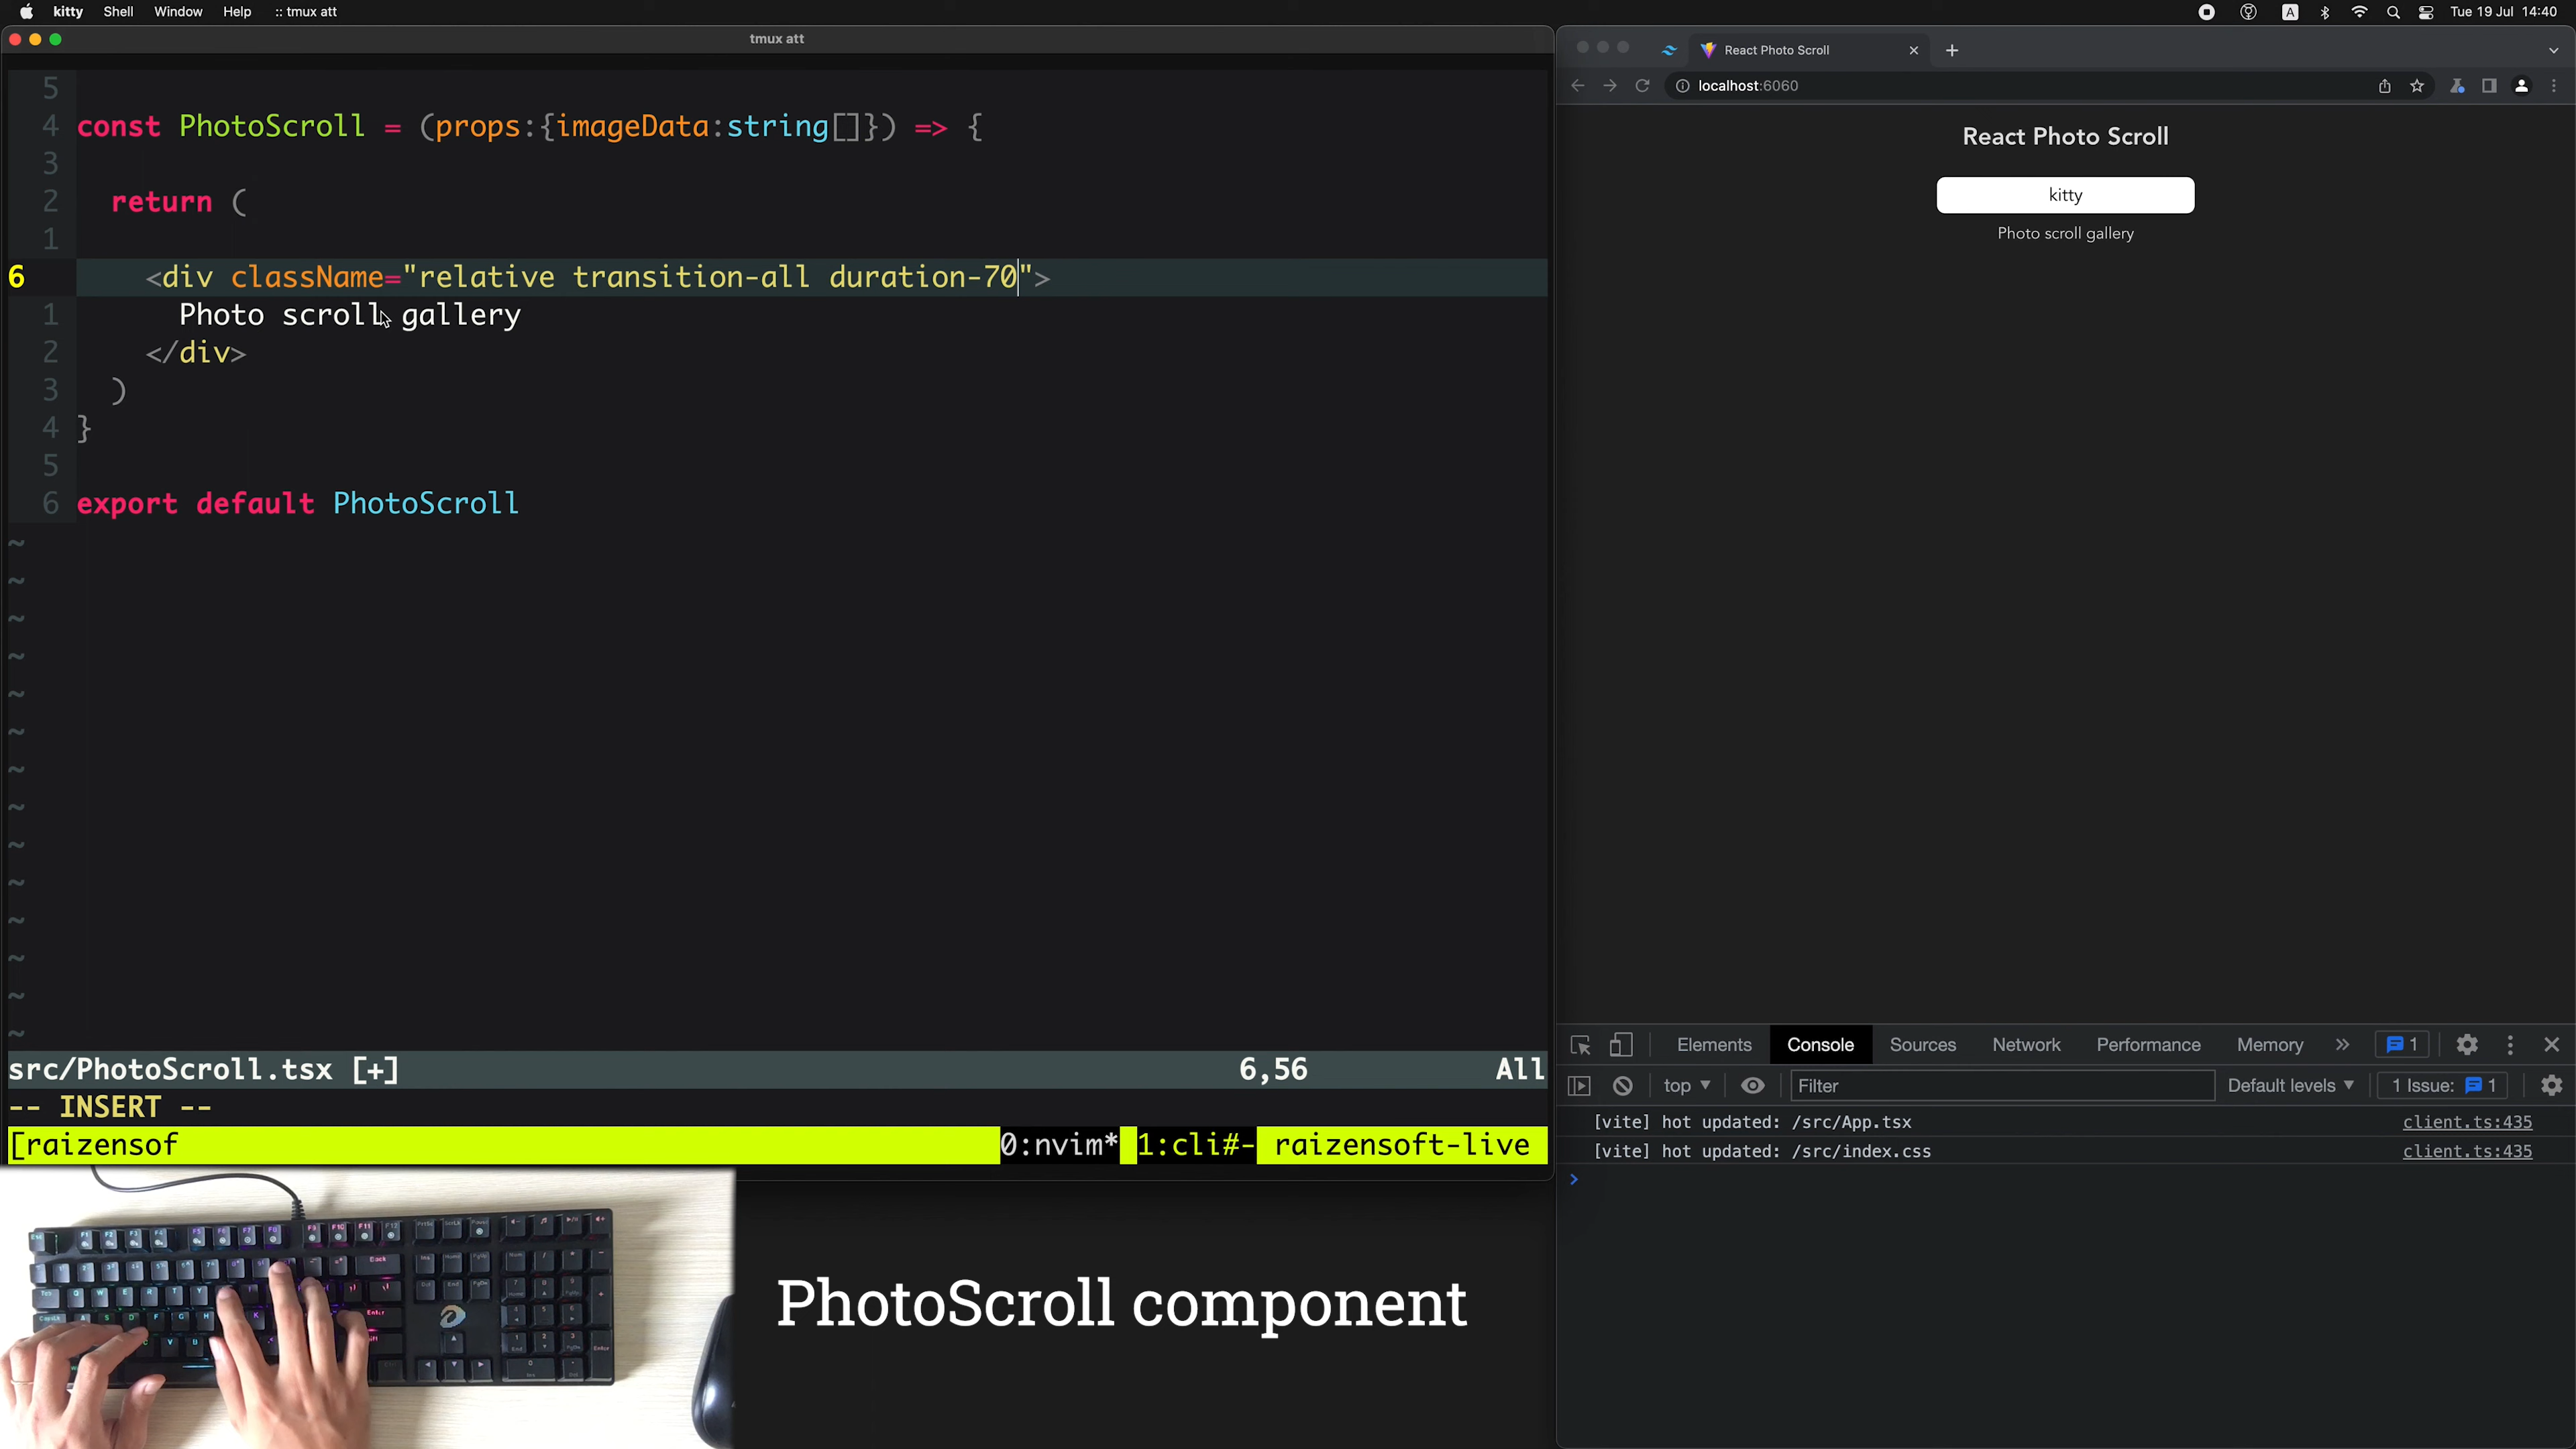 kitty Shell Window Help :: tmux att
A Tue 19 Jul 14:40
tmux att
5
4 const PhotoScroll = (props:{imageData:string[]}) => {
3
2 return (
1
6 <div className="relative transition-all duration-70">
1 Photo scroll gallery
2 </div>
3 )
4 }
5
6 export default PhotoScroll
~
~
~
~
~
~
~
~
~
~
~
~
~
~
src/PhotoScroll.tsx [+] 6,56 All
-- INSERT --
[raizensof 0:nvim* 1:cli#- raizensoft-live
PhotoScroll component
React Photo Scroll
localhost:6060
React Photo Scroll
kitty
Photo scroll gallery
Elements Console Sources Network Performance Memory 1
top Filter Default levels 1 Issue: 1
[vite] hot updated: /src/App.tsx client.ts:435
[vite] hot updated: /src/index.css client.ts:435